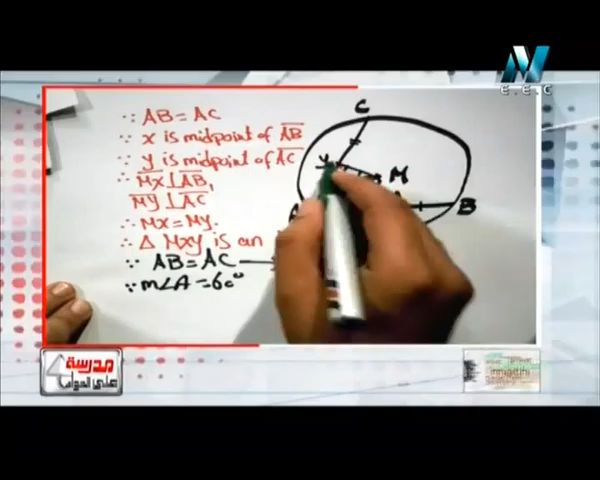 E.E.C
∵ AB = AC
∵ x is midpoint of AB
∵ y is midpoint of AC
∴ MX ⊥ AB,
MY ⊥ AC
∴ MX = MY.
∴ Δ MXY is an
∵ AB = AC
∵ m∠A = 60°
C
y
M
A
B
مدرسة
على الهواء